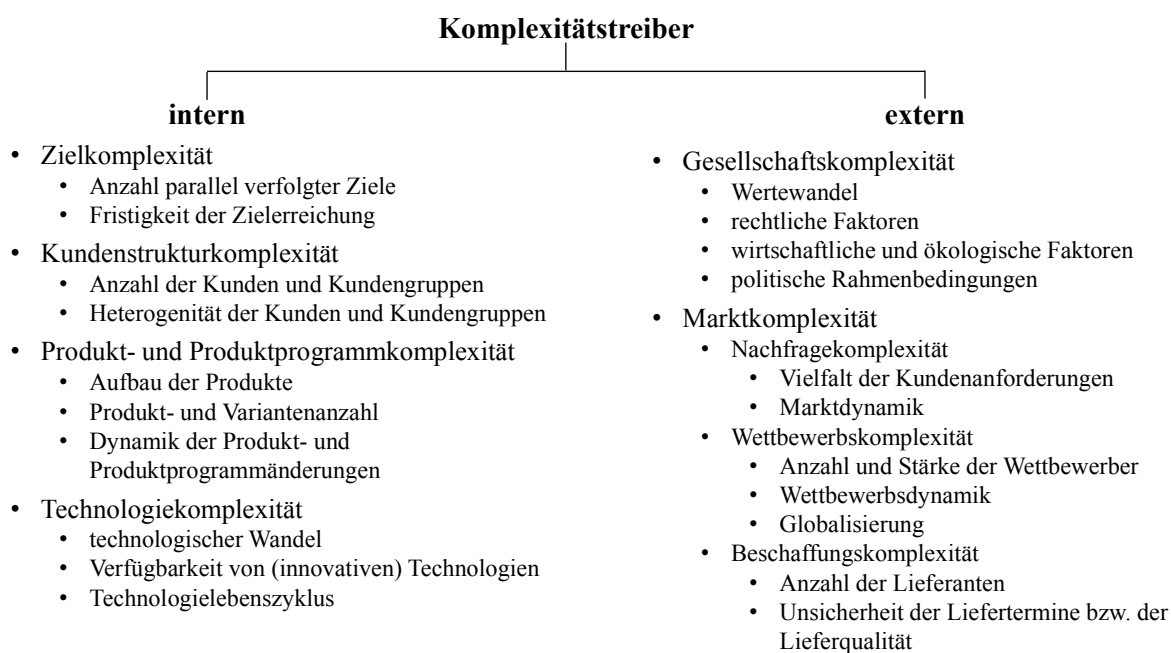 Komplexitätstreiber
intern
• Zielkomplexität
• Anzahl parallel verfolgter Ziele
• Fristigkeit der Zielerreichung
• Kundenstrukturkomplexität
• Anzahl der Kunden und Kundengruppen
• Heterogenität der Kunden und Kundengruppen
• Produkt- und Produktprogrammkomplexität
• Aufbau der Produkte
• Produkt- und Variantenanzahl
• Dynamik der Produkt- und
Produktprogrammänderungen
• Technologiekomplexität
• technologischer Wandel
• Verfügbarkeit von (innovativen) Technologien
• Technologielebenszyklus
extern
• Gesellschaftskomplexität
• Wertewandel
• rechtliche Faktoren
• wirtschaftliche und ökologische Faktoren
• politische Rahmenbedingungen
• Marktkomplexität
• Nachfragekomplexität
• Vielfalt der Kundenanforderungen
• Marktdynamik
• Wettbewerbskomplexität
• Anzahl und Stärke der Wettbewerber
• Wettbewerbsdynamik
• Globalisierung
• Beschaffungskomplexität
• Anzahl der Lieferanten
• Unsicherheit der Liefertermine bzw. der
Lieferqualität